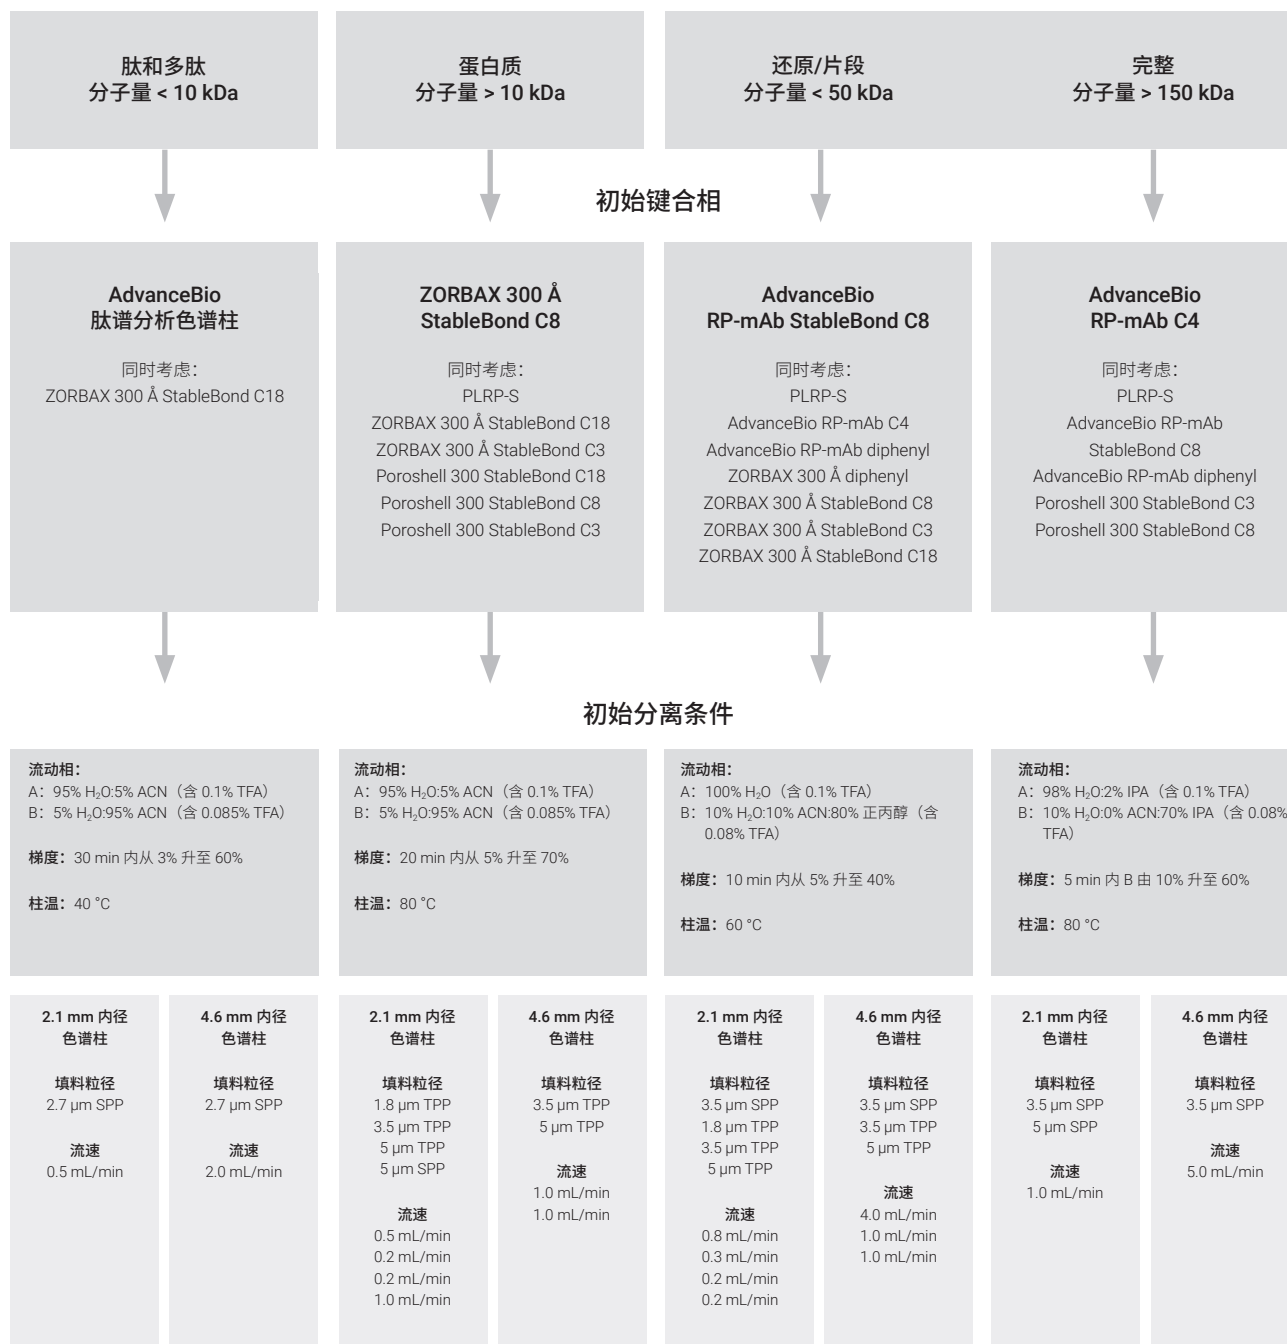 肽和多肽
分子量 < 10 kDa
蛋白质
分子量 > 10 kDa
还原/片段
分子量 < 50 kDa
完整
分子量 > 150 kDa
初始键合相
AdvanceBio
肽谱分析色谱柱
同时考虑：
ZORBAX 300 Å StableBond C18
ZORBAX 300 Å
StableBond C8
同时考虑：
PLRP-S
ZORBAX 300 Å StableBond C18
ZORBAX 300 Å StableBond C3
Poroshell 300 StableBond C18
Poroshell 300 StableBond C8
Poroshell 300 StableBond C3
AdvanceBio
RP-mAb StableBond C8
同时考虑：
PLRP-S
AdvanceBio RP-mAb C4
AdvanceBio RP-mAb diphenyl
ZORBAX 300 Å diphenyl
ZORBAX 300 Å StableBond C8
ZORBAX 300 Å StableBond C3
ZORBAX 300 Å StableBond C18
AdvanceBio
RP-mAb C4
同时考虑：
PLRP-S
AdvanceBio RP-mAb
StableBond C8
AdvanceBio RP-mAb diphenyl
Poroshell 300 StableBond C3
Poroshell 300 StableBond C8
初始分离条件
流动相：
A：95% H₂O:5% ACN（含 0.1% TFA）
B：5% H₂O:95% ACN（含 0.085% TFA）
梯度：30 min 内从 3% 升至 60%
柱温：40 °C
流动相：
A：95% H₂O:5% ACN（含 0.1% TFA）
B：5% H₂O:95% ACN（含 0.085% TFA）
梯度：20 min 内从 5% 升至 70%
柱温：80 °C
流动相：
A：100% H₂O（含 0.1% TFA）
B：10% H₂O:10% ACN:80% 正丙醇（含
0.08% TFA）
梯度：10 min 内从 5% 升至 40%
柱温：60 °C
流动相：
A：98% H₂O:2% IPA（含 0.1% TFA）
B：10% H₂O:0% ACN:70% IPA（含 0.08%
TFA）
梯度：5 min 内 B 由 10% 升至 60%
柱温：80 °C
2.1 mm 内径
色谱柱
填料粒径
2.7 µm SPP
流速
0.5 mL/min
4.6 mm 内径
色谱柱
填料粒径
2.7 µm SPP
流速
2.0 mL/min
2.1 mm 内径
色谱柱
填料粒径
1.8 µm TPP
3.5 µm TPP
5 µm TPP
5 µm SPP
流速
0.5 mL/min
0.2 mL/min
0.2 mL/min
1.0 mL/min
4.6 mm 内径
色谱柱
填料粒径
3.5 µm TPP
5 µm TPP
流速
1.0 mL/min
1.0 mL/min
2.1 mm 内径
色谱柱
填料粒径
3.5 µm SPP
1.8 µm TPP
3.5 µm TPP
5 µm TPP
流速
0.8 mL/min
0.3 mL/min
0.2 mL/min
0.2 mL/min
4.6 mm 内径
色谱柱
填料粒径
3.5 µm SPP
3.5 µm TPP
5 µm TPP
流速
4.0 mL/min
1.0 mL/min
1.0 mL/min
2.1 mm 内径
色谱柱
填料粒径
3.5 µm SPP
5 µm SPP
流速
1.0 mL/min
4.6 mm 内径
色谱柱
填料粒径
3.5 µm SPP
流速
5.0 mL/min